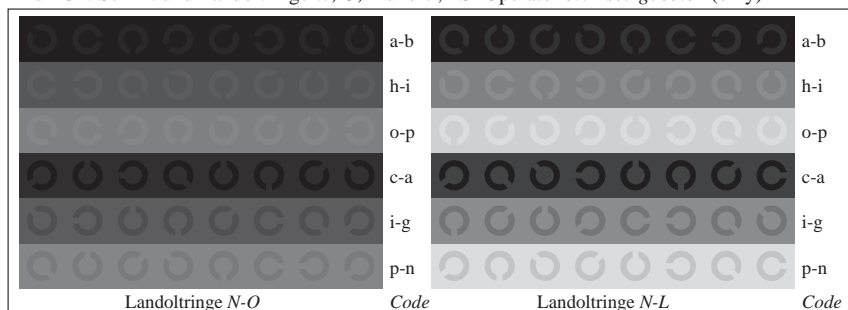 a-b a-b
h-i h-i
o-p o-p
c-a c-a
i-g i-g
p-n p-n
Landoltringe N-O Code Landoltringe N-L Code